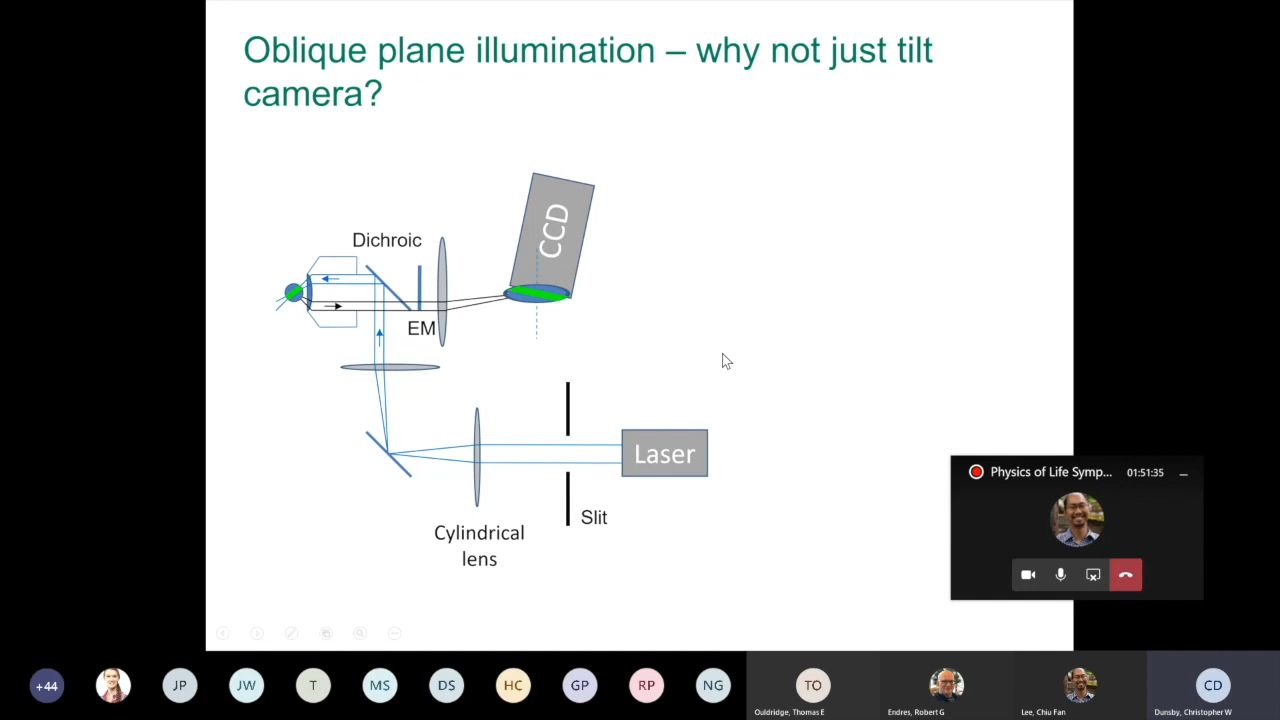 Oblique plane illumination – why not just tilt
camera?
CCD
Dichroic
EM
Laser
Slit
Cylindrical
lens
Physics of Life Symp...
01:51:35
+44
JP
JW
T
MS
DS
HC
GP
RP
NG
TO
CD
Ouldridge, Thomas E
Endres, Robert G
Lee, Chiu Fan
Dunsby, Christopher W